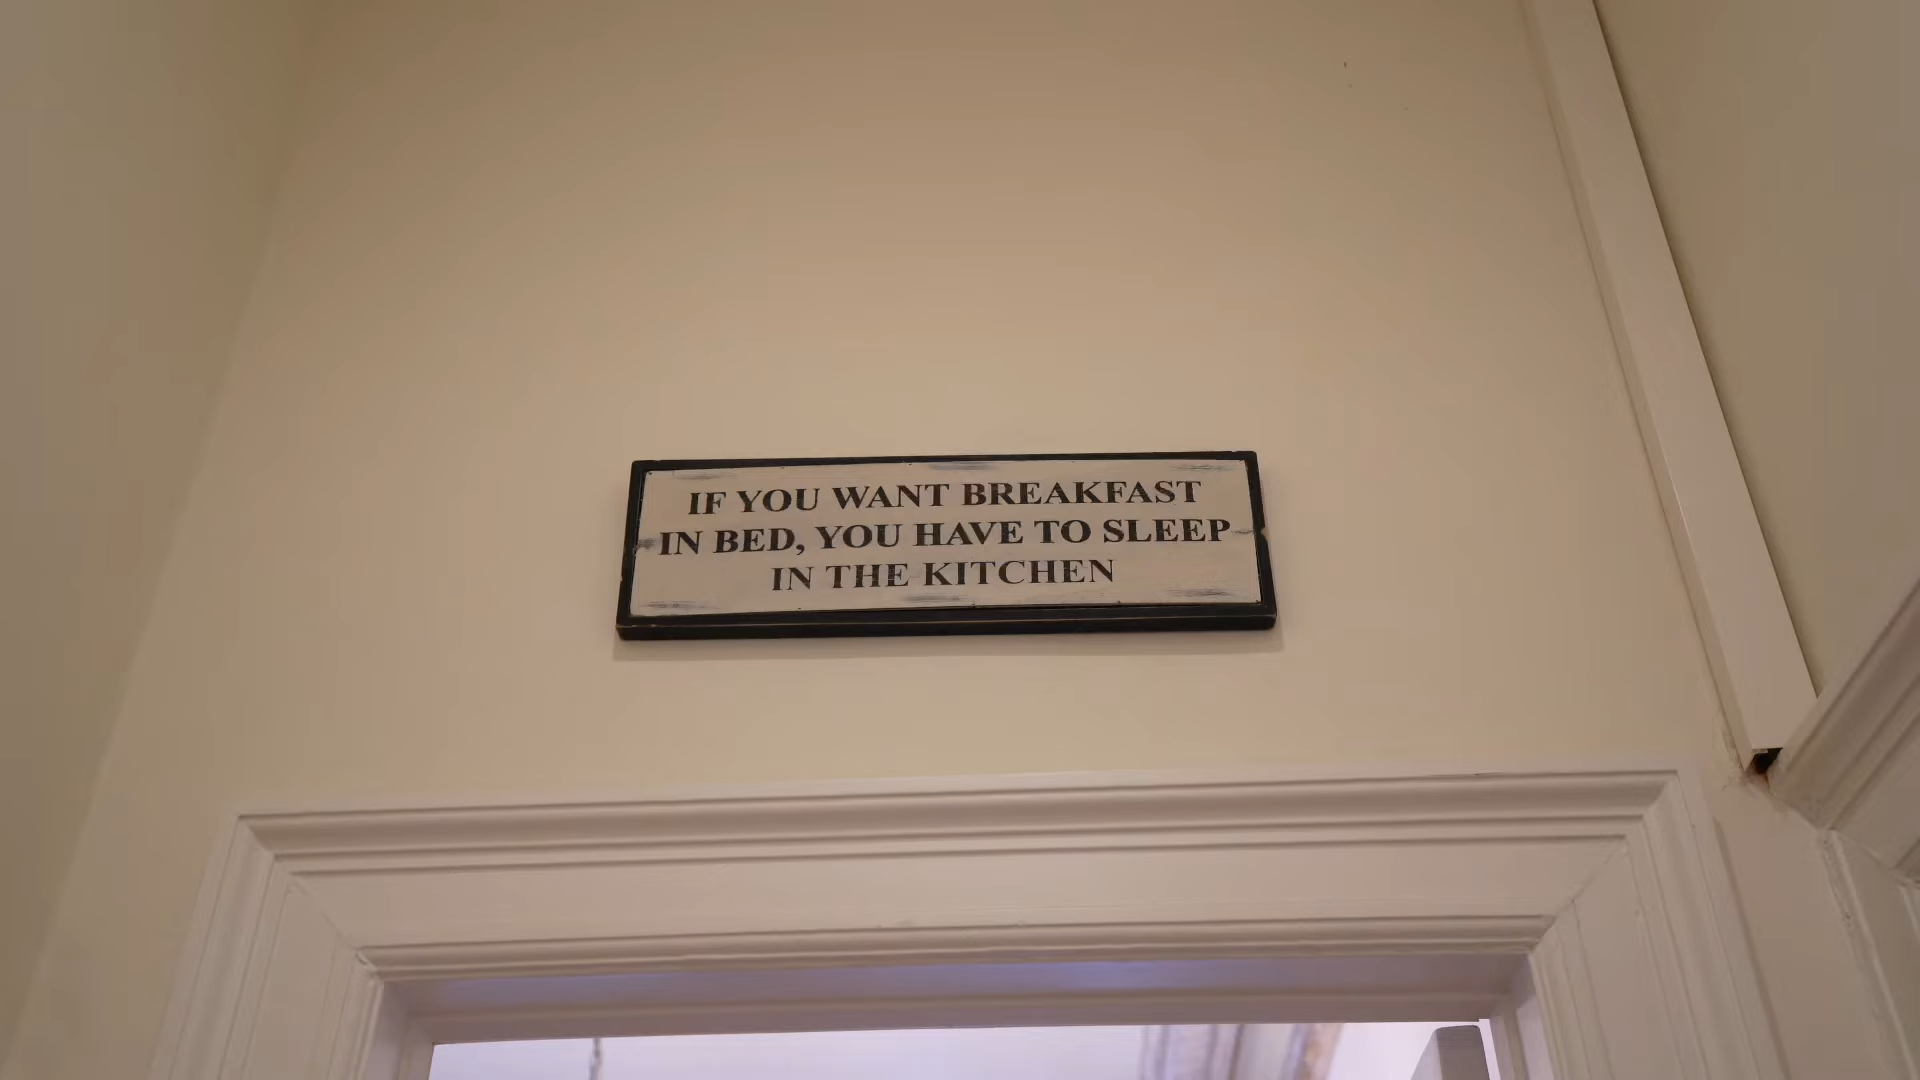 IF YOU WANT BREAKFAST
IN BED, YOU HAVE TO SLEEP
IN THE KITCHEN